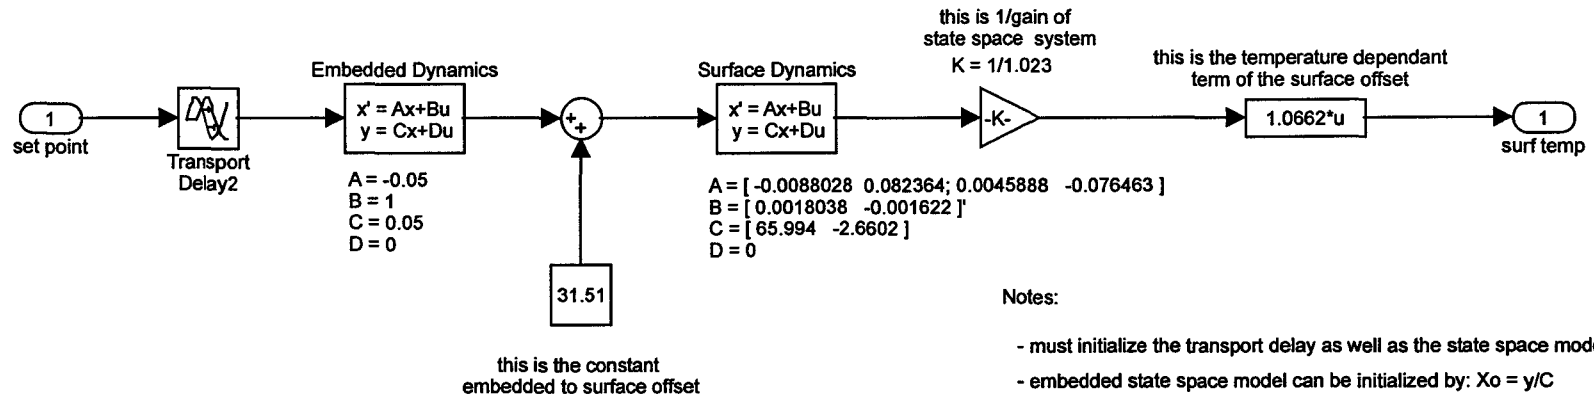 this is 1/gain of
state space system
K = 1/1.023
this is the temperature dependant
term of the surface offset
Embedded Dynamics
Surface Dynamics
1
set point
Transport
Delay2
x' = Ax+Bu
y = Cx+Du
+
+
x' = Ax+Bu
y = Cx+Du
-K-
1.0662*u
1
surf temp
A = -0.05
B = 1
C = 0.05
D = 0
A = [ -0.0088028 0.082364; 0.0045888 -0.076463 ]
B = [ 0.0018038 -0.001622 ]'
C = [ 65.994 -2.6602 ]
D = 0
31.51
this is the constant
embedded to surface offset
Notes:
- must initialize the transport delay as well as the state space mode
- embedded state space model can be initialized by: Xo = y/C